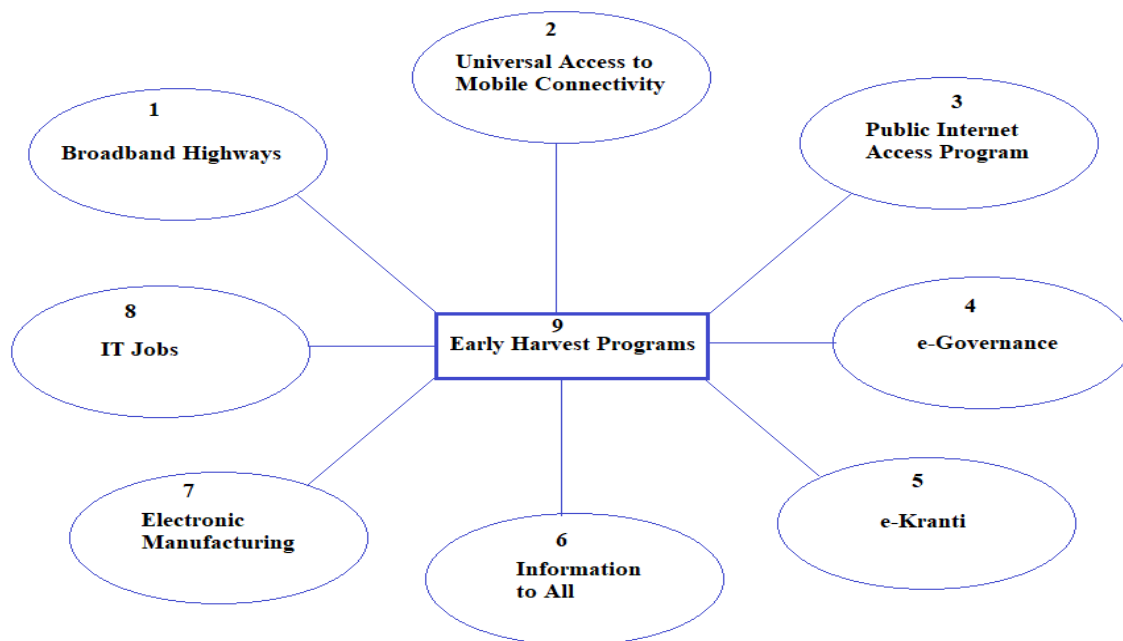 1
Broadband Highways
2
Universal Access to
Mobile Connectivity
3
Public Internet
Access Program
4
e-Governance
5
e-Kranti
6
Information
to All
7
Electronic
Manufacturing
8
IT Jobs
9
Early Harvest Programs